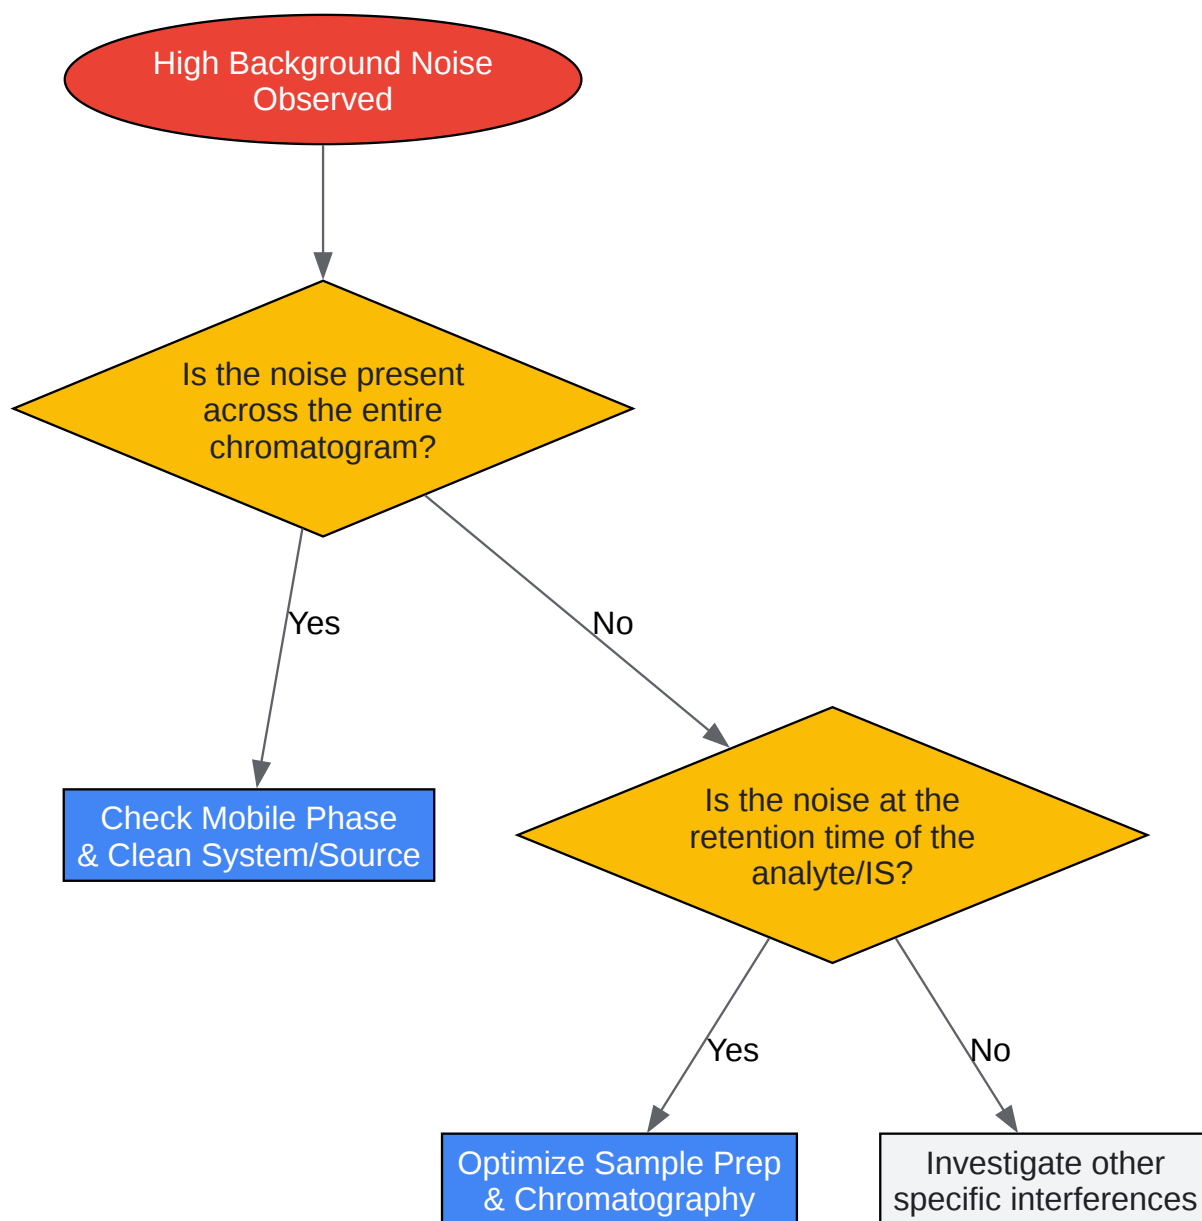 High Background Noise
Observed
Is the noise present
across the entire
chromatogram?
Yes
No
Check Mobile Phase
& Clean System/Source
Is the noise at the
retention time of the
analyte/IS?
Yes
No
Optimize Sample Prep
& Chromatography
Investigate other
specific interferences